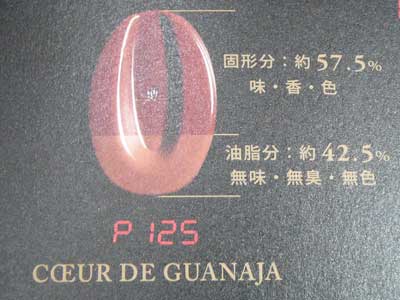 固形分：約57.5%
味・香・色
油脂分：約42.5%
無味・無臭・無色
P 125
CŒUR DE GUANAJA